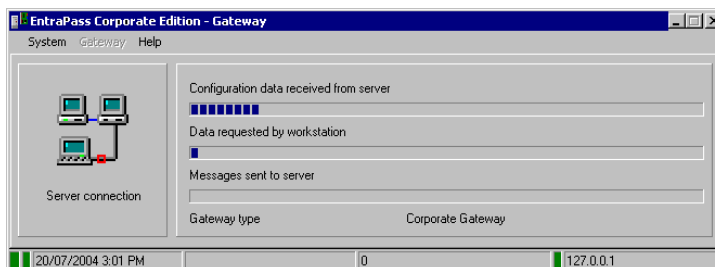 EntraPass Corporate Edition - Gateway
System Gateway Help
Configuration data received from server
Data requested by workstation
Messages sent to server
Server connection
Gateway type Corporate Gateway
20/07/2004 3:01 PM 0 127.0.0.1